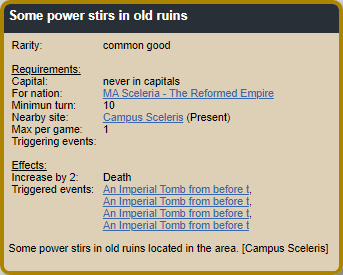 Some power stirs in old ruins
Rarity: common good
Requirements:
Capital: never in capitals
For nation: MA Sceleria - The Reformed Empire
Minimun turn: 10
Nearby site: Campus Sceleris (Present)
Max per game: 1
Triggering events:
Effects:
Increase by 2: Death
Triggered events: An Imperial Tomb from before t,
An Imperial Tomb from before t,
An Imperial Tomb from before t,
An Imperial Tomb from before t
Some power stirs in old ruins located in the area. [Campus Sceleris]